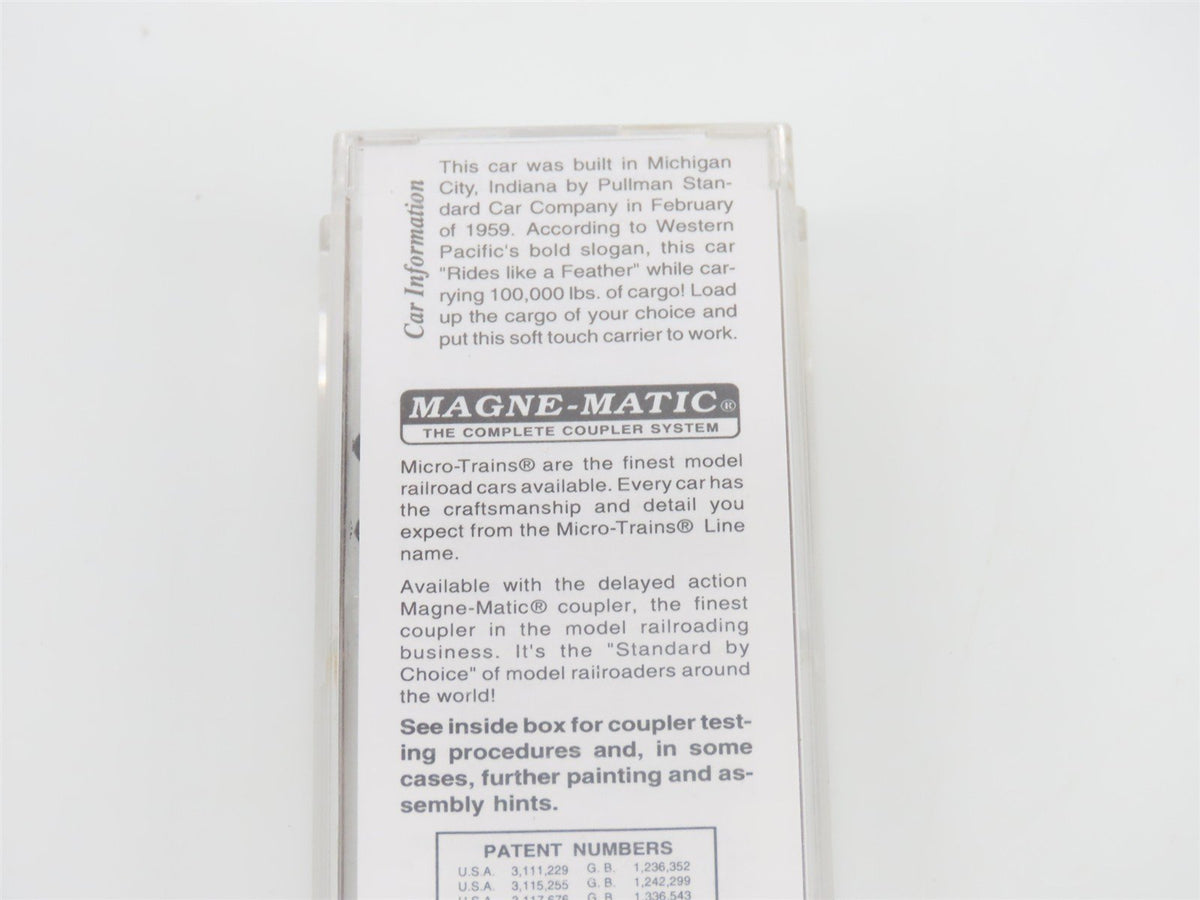 Car Information
This car was built in Michigan
City, Indiana by Pullman Stan-
dard Car Company in February
of 1959. According to Western
Pacific's bold slogan, this car
"Rides like a Feather" while car-
rying 100,000 lbs. of cargo! Load
up the cargo of your choice and
put this soft touch carrier to work.
MAGNE-MATIC®
THE COMPLETE COUPLER SYSTEM
Micro-Trains® are the finest model
railroad cars available. Every car has
the craftsmanship and detail you
expect from the Micro-Trains® Line
name.
Available with the delayed action
Magne-Matic® coupler, the finest
coupler in the model railroading
business. It's the "Standard by
Choice" of model railroaders around
the world!
See inside box for coupler test-
ing procedures and, in some
cases, further painting and as-
sembly hints.
PATENT NUMBERS
U.S.A. 3,111,229 G. B. 1,236,352
U.S.A. 3,115,255 G. B. 1,242,299
U.S.A. 3,117,676 G. B. 1,336,543